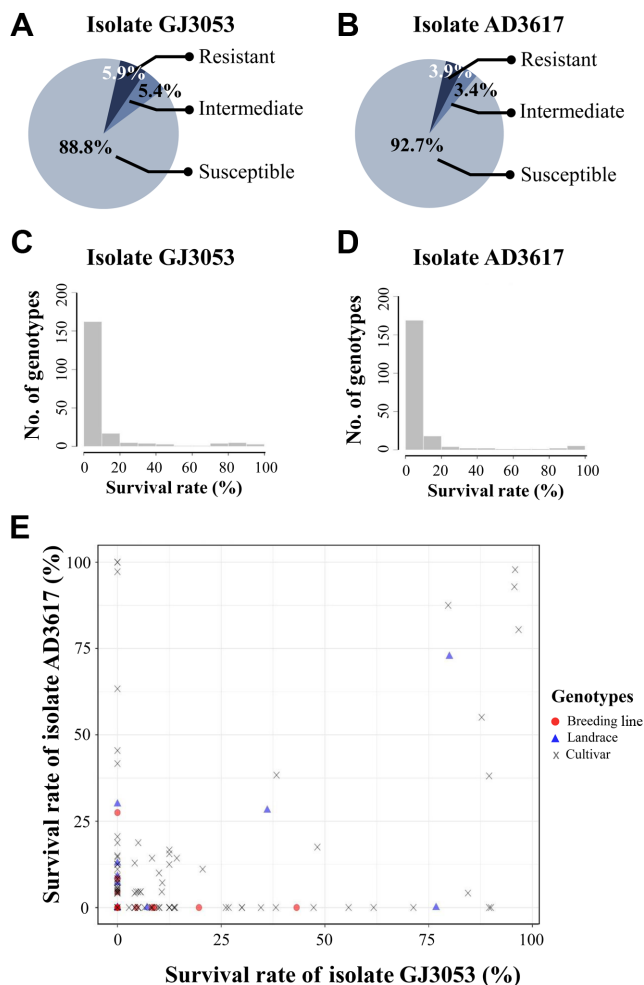 A
Isolate GJ3053
5.9%
Resistant
5.4%
Intermediate
88.8%
Susceptible
B
Isolate AD3617
3.9%
Resistant
3.4%
Intermediate
92.7%
Susceptible
C
Isolate GJ3053
No. of genotypes
200
150
100
50
0
0 20 40 60 80 100
Survival rate (%)
D
Isolate AD3617
No. of genotypes
200
150
100
50
0
0 20 40 60 80 100
Survival rate (%)
E
Survival rate of isolate AD3617 (%)
100
75
50
25
0
0 25 50 75 100
Survival rate of isolate GJ3053 (%)
Genotypes
Breeding line
Landrace
Cultivar